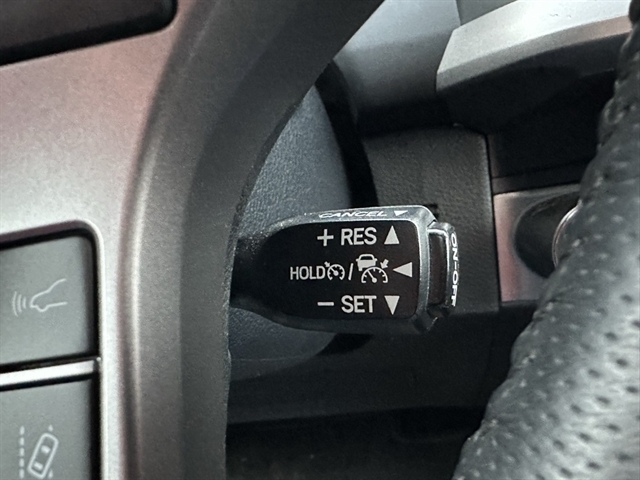 CANCEL ▼
+ RES ▲
HOLD / ◀
− SET ▼
ON-OFF